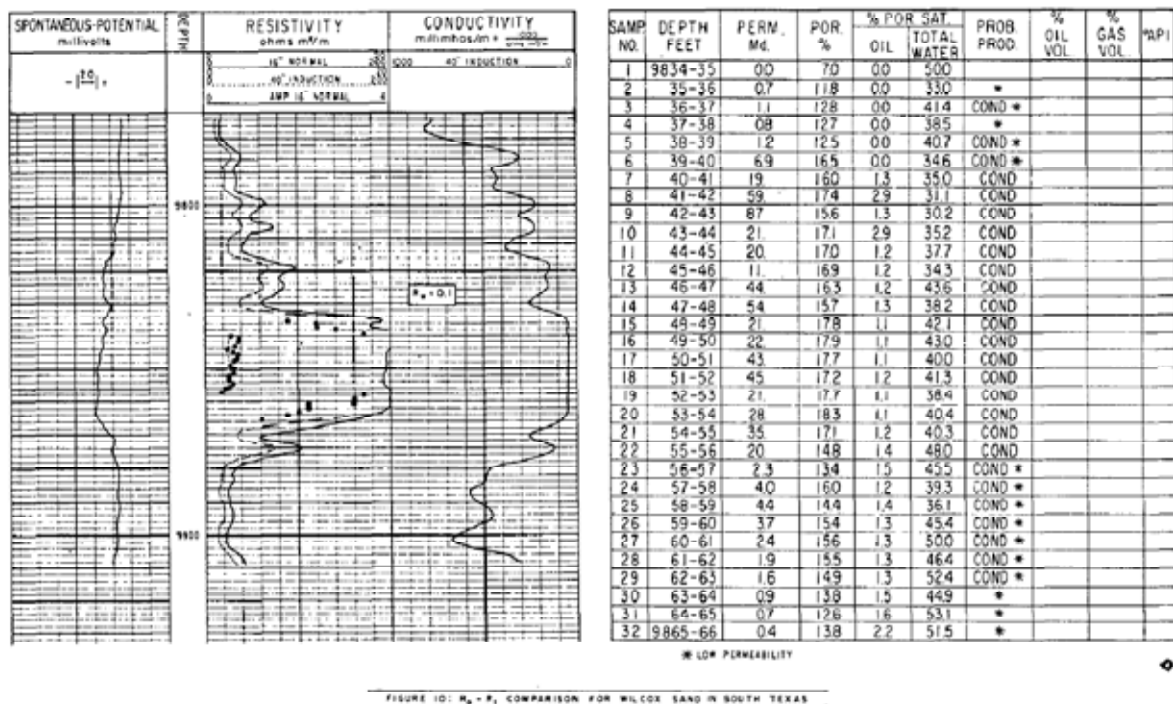 SPONTANEOUS-POTENTIAL
millivolts
DEPTH
RESISTIVITY
ohms m²/m
CONDUCTIVITY
millimhos/m =
16" NORMAL
40" INDUCTION
AMP 16" NORMAL
1000 40" INDUCTION 0
9800
9900
SAMP. NO. DEPTH FEET PERM. Md. POR. % % POR. SAT. OIL TOTAL WATER PROB. PROD. % OIL VOL. % GAS VOL. °API
1 9834-35 0.0 7.0 0.0 50.0
2 35-36 0.7 11.8 0.0 33.0 *
3 36-37 1.1 12.8 0.0 41.4 COND *
4 37-38 0.8 12.7 0.0 38.5 *
5 38-39 1.2 12.5 0.0 40.7 COND *
6 39-40 6.9 16.5 0.0 34.6 COND *
7 40-41 19. 16.0 1.3 35.0 COND
8 41-42 59. 17.4 2.9 31.1 COND
9 42-43 87 15.6 1.3 30.2 COND
10 43-44 21. 17.1 2.9 35.2 COND
11 44-45 20. 17.0 1.2 37.7 COND
12 45-46 11. 16.9 1.2 34.3 COND
13 46-47 44. 16.3 1.2 43.6 COND
14 47-48 54. 15.7 1.3 38.2 COND
15 48-49 21. 17.8 1.1 42.1 COND
16 49-50 22. 17.9 1.1 43.0 COND
17 50-51 43. 17.7 1.1 40.0 COND
18 51-52 45. 17.2 1.2 41.3 COND
19 52-53 21. 17.7 1.1 38.4 COND
20 53-54 28. 18.3 1.1 40.4 COND
21 54-55 35. 17.1 1.2 40.3 COND
22 55-56 20. 14.8 1.4 48.0 COND
23 56-57 2.3 13.4 1.5 45.5 COND *
24 57-58 4.0 16.0 1.2 39.3 COND *
25 58-59 4.4 14.4 1.4 36.1 COND *
26 59-60 3.7 15.4 1.3 45.4 COND *
27 60-61 2.4 15.6 1.3 50.0 COND *
28 61-62 1.9 15.5 1.3 46.4 COND *
29 62-63 1.6 14.9 1.3 52.4 COND *
30 63-64 0.9 13.8 1.5 44.9 *
31 64-65 0.7 12.6 1.6 53.1 *
32 9865-66 0.4 13.8 2.2 51.5 *
* LOW PERMEABILITY
FIGURE 10: COMPARISON FOR WILCOX SAND IN SOUTH TEXAS